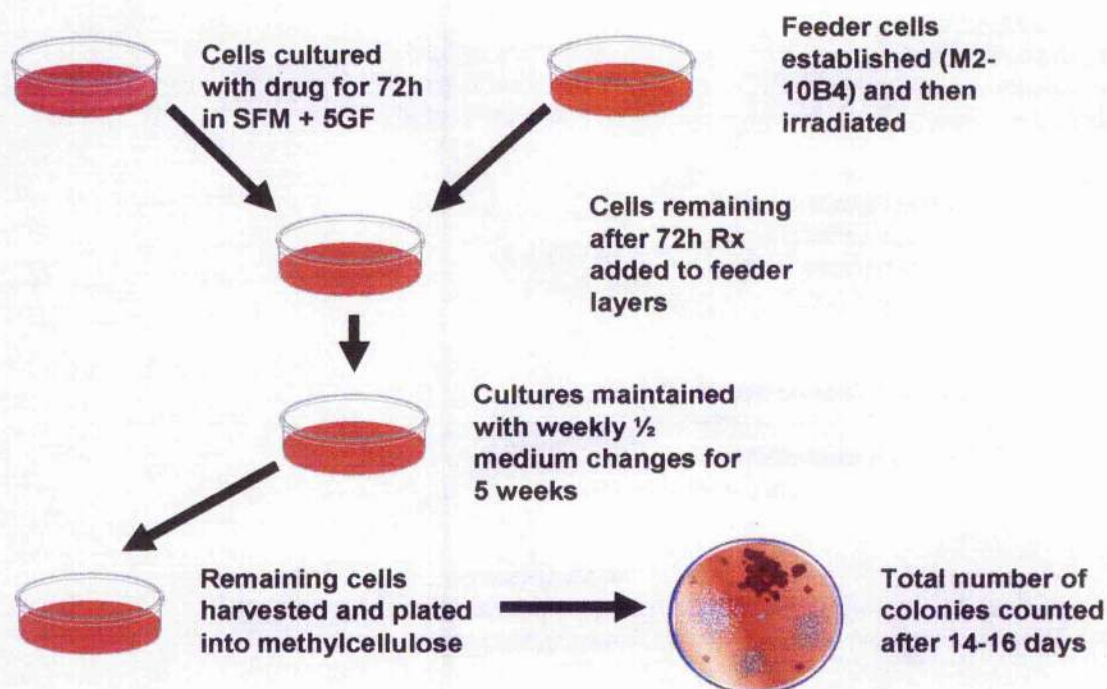 Cells cultured
with drug for 72h
in SFM + 5GF
Feeder cells
established (M2-
10B4) and then
irradiated
Cells remaining
after 72h Rx
added to feeder
layers
Cultures maintained
with weekly ½
medium changes for
5 weeks
Remaining cells
harvested and plated
into methylcellulose
Total number of
colonies counted
after 14-16 days